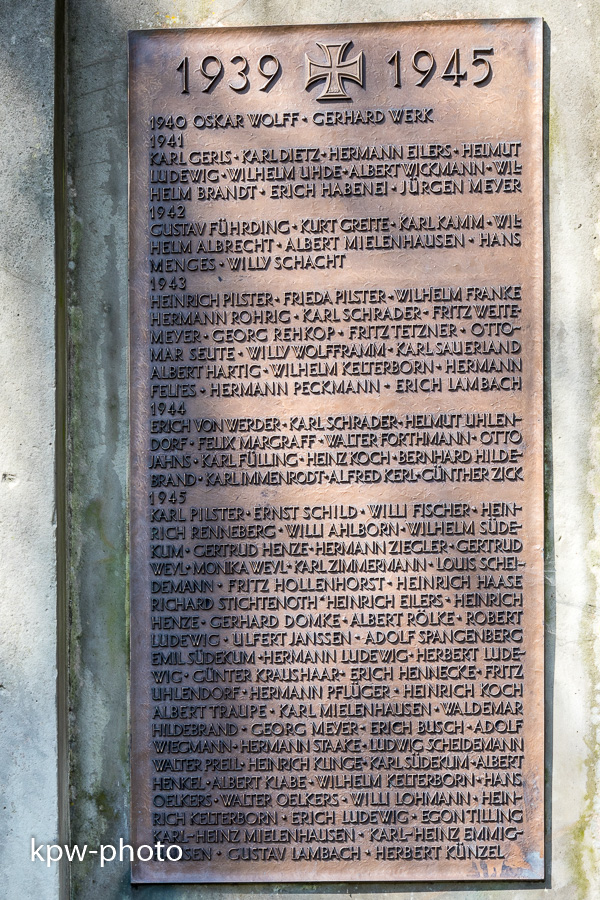 1939 1945
1940 OSKAR WOLFF · GERHARD WERK
1941
KARL GERLS · KARL DIETZ · HERMANN EILERS · HELMUT
LUDEWIG · WILHELM UHDE · ALBERT WICKMANN · WIL-
HELM BRANDT · ERICH HABENEI · JÜRGEN MEYER
1942
GUSTAV FÜHRDING · KURT GREITE · KARL KAMM · WIL-
HELM ALBRECHT · ALBERT MIELENHAUSEN · HANS
MENGES · WILLY SCHACHT
1943
HEINRICH PILSTER · FRIEDA PILSTER · WILHELM FRANKE
HERMANN RÖHRIG · KARL SCHRADER · FRITZ WEITE-
MEYER · GEORG REHKOP · FRITZ TETZNER · OTTO-
MAR SEUTE · WILLY WOLFFRAMM · KARL SAUERLAND
ALBERT HARTIG · WILHELM KELTERBORN · HERMANN
FELIES · HERMANN PECKMANN · ERICH LAMBACH
1944
ERICH VON WERDER · KARL SCHRADER · HELMUT UHLEN-
DORF · FELIX MARGRAFF · WALTER FORTHMANN · OTTO
JAHNS · KARL FÜLLING · HEINZ KOCH · BERNHARD HILDE-
BRAND · KARL IMMENRODT · ALFRED KERL · GÜNTHER ZICK
1945
KARL PILSTER · ERNST SCHILD · WILLI FISCHER · HEIN-
RICH RENNEBERG · WILLI AHLBORN · WILHELM SÜDE-
KUM · GERTRUD HENZE · HERMANN ZIEGLER · GERTRUD
WEYL · MONIKA WEYL · KARL ZIMMERMANN · LOUIS SCHEI-
DEMANN · FRITZ HOLLENHORST · HEINRICH HAASE
RICHARD STICHTENOTH · HEINRICH EILERS · HEINRICH
HENZE · GERHARD DOMKE · ALBERT RÖLKE · ROBERT
LUDEWIG · ULFERT JANSSEN · ADOLF SPANGENBERG
EMIL SÜDEKUM · HERMANN LUDEWIG · HERBERT LUDE-
WIG · GÜNTER KRAUSHAAR · ERICH HENNECKE · FRITZ
UHLENDORF · HERMANN PFLÜGER · HEINRICH KOCH
ALBERT TRAUPE · KARL MIELENHAUSEN · WALDEMAR
HILDEBRAND · GEORG MEYER · ERICH BUSCH · ADOLF
WIEGMANN · HERMANN STAAKE · LUDWIG SCHEIDEMANN
WALTER PREILL · HEINRICH KLINGE · KARL SÜDEKUM · ALBERT
HENKEL · ALBERT KLABE · WILHELM KELTERBORN · HANS
OELKERS · WALTER OELKERS · WILLI LOHMANN · HEIN-
RICH KELTERBORN · ERICH LUDEWIG · EGON TILLING
KARL-HEINZ MIELENHAUSEN · KARL-HEINZ EMMIG-
SEN · GUSTAV LAMBACH · HERBERT KÜNZEL
kpw-photo